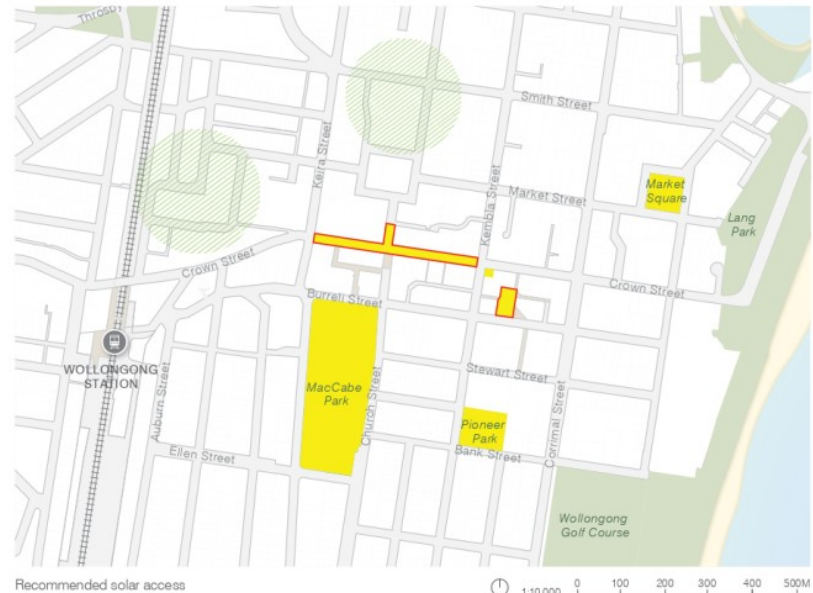 Throsby
Smith Street
Keira Street
Kembla Street
Market Street
Market
Square
Lang
Park
Crown Street
Crown Street
Burelli Street
WOLLONGONG
STATION
MacCabe
Park
Church Street
Stewart Street
Auburn Street
Pioneer
Park
Corrimal Street
Ellen Street
Bank Street
Wollongong
Golf Course
Recommended solar access
1:10,000 0 100 200 300 400 500M